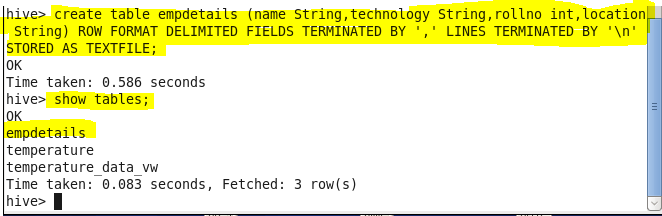 hive> create table empdetails (name String,technology String,rollno int,location
 String) ROW FORMAT DELIMITED FIELDS TERMINATED BY ',' LINES TERMINATED BY '\n'
STORED AS TEXTFILE;
OK
Time taken: 0.586 seconds
hive> show tables;
OK
empdetails
temperature
temperature_data_vw
Time taken: 0.083 seconds, Fetched: 3 row(s)
hive>